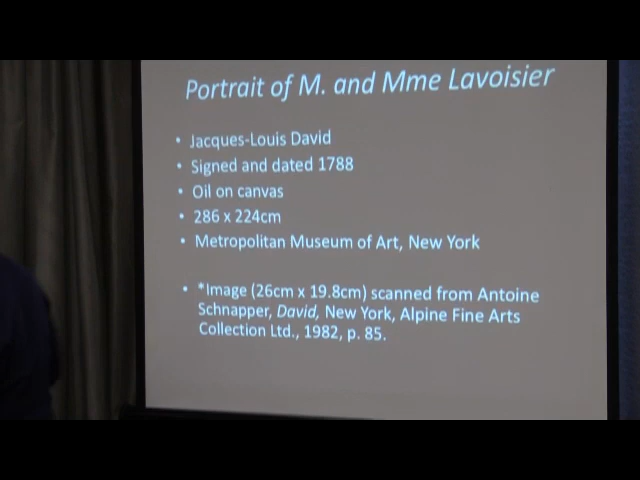 Portrait of M. and Mme Lavoisier
• Jacques-Louis David
• Signed and dated 1788
• Oil on canvas
• 286 x 224cm
• Metropolitan Museum of Art, New York
• *Image (26cm x 19.8cm) scanned from Antoine
Schnapper, David, New York, Alpine Fine Arts
Collection Ltd., 1982, p. 85.